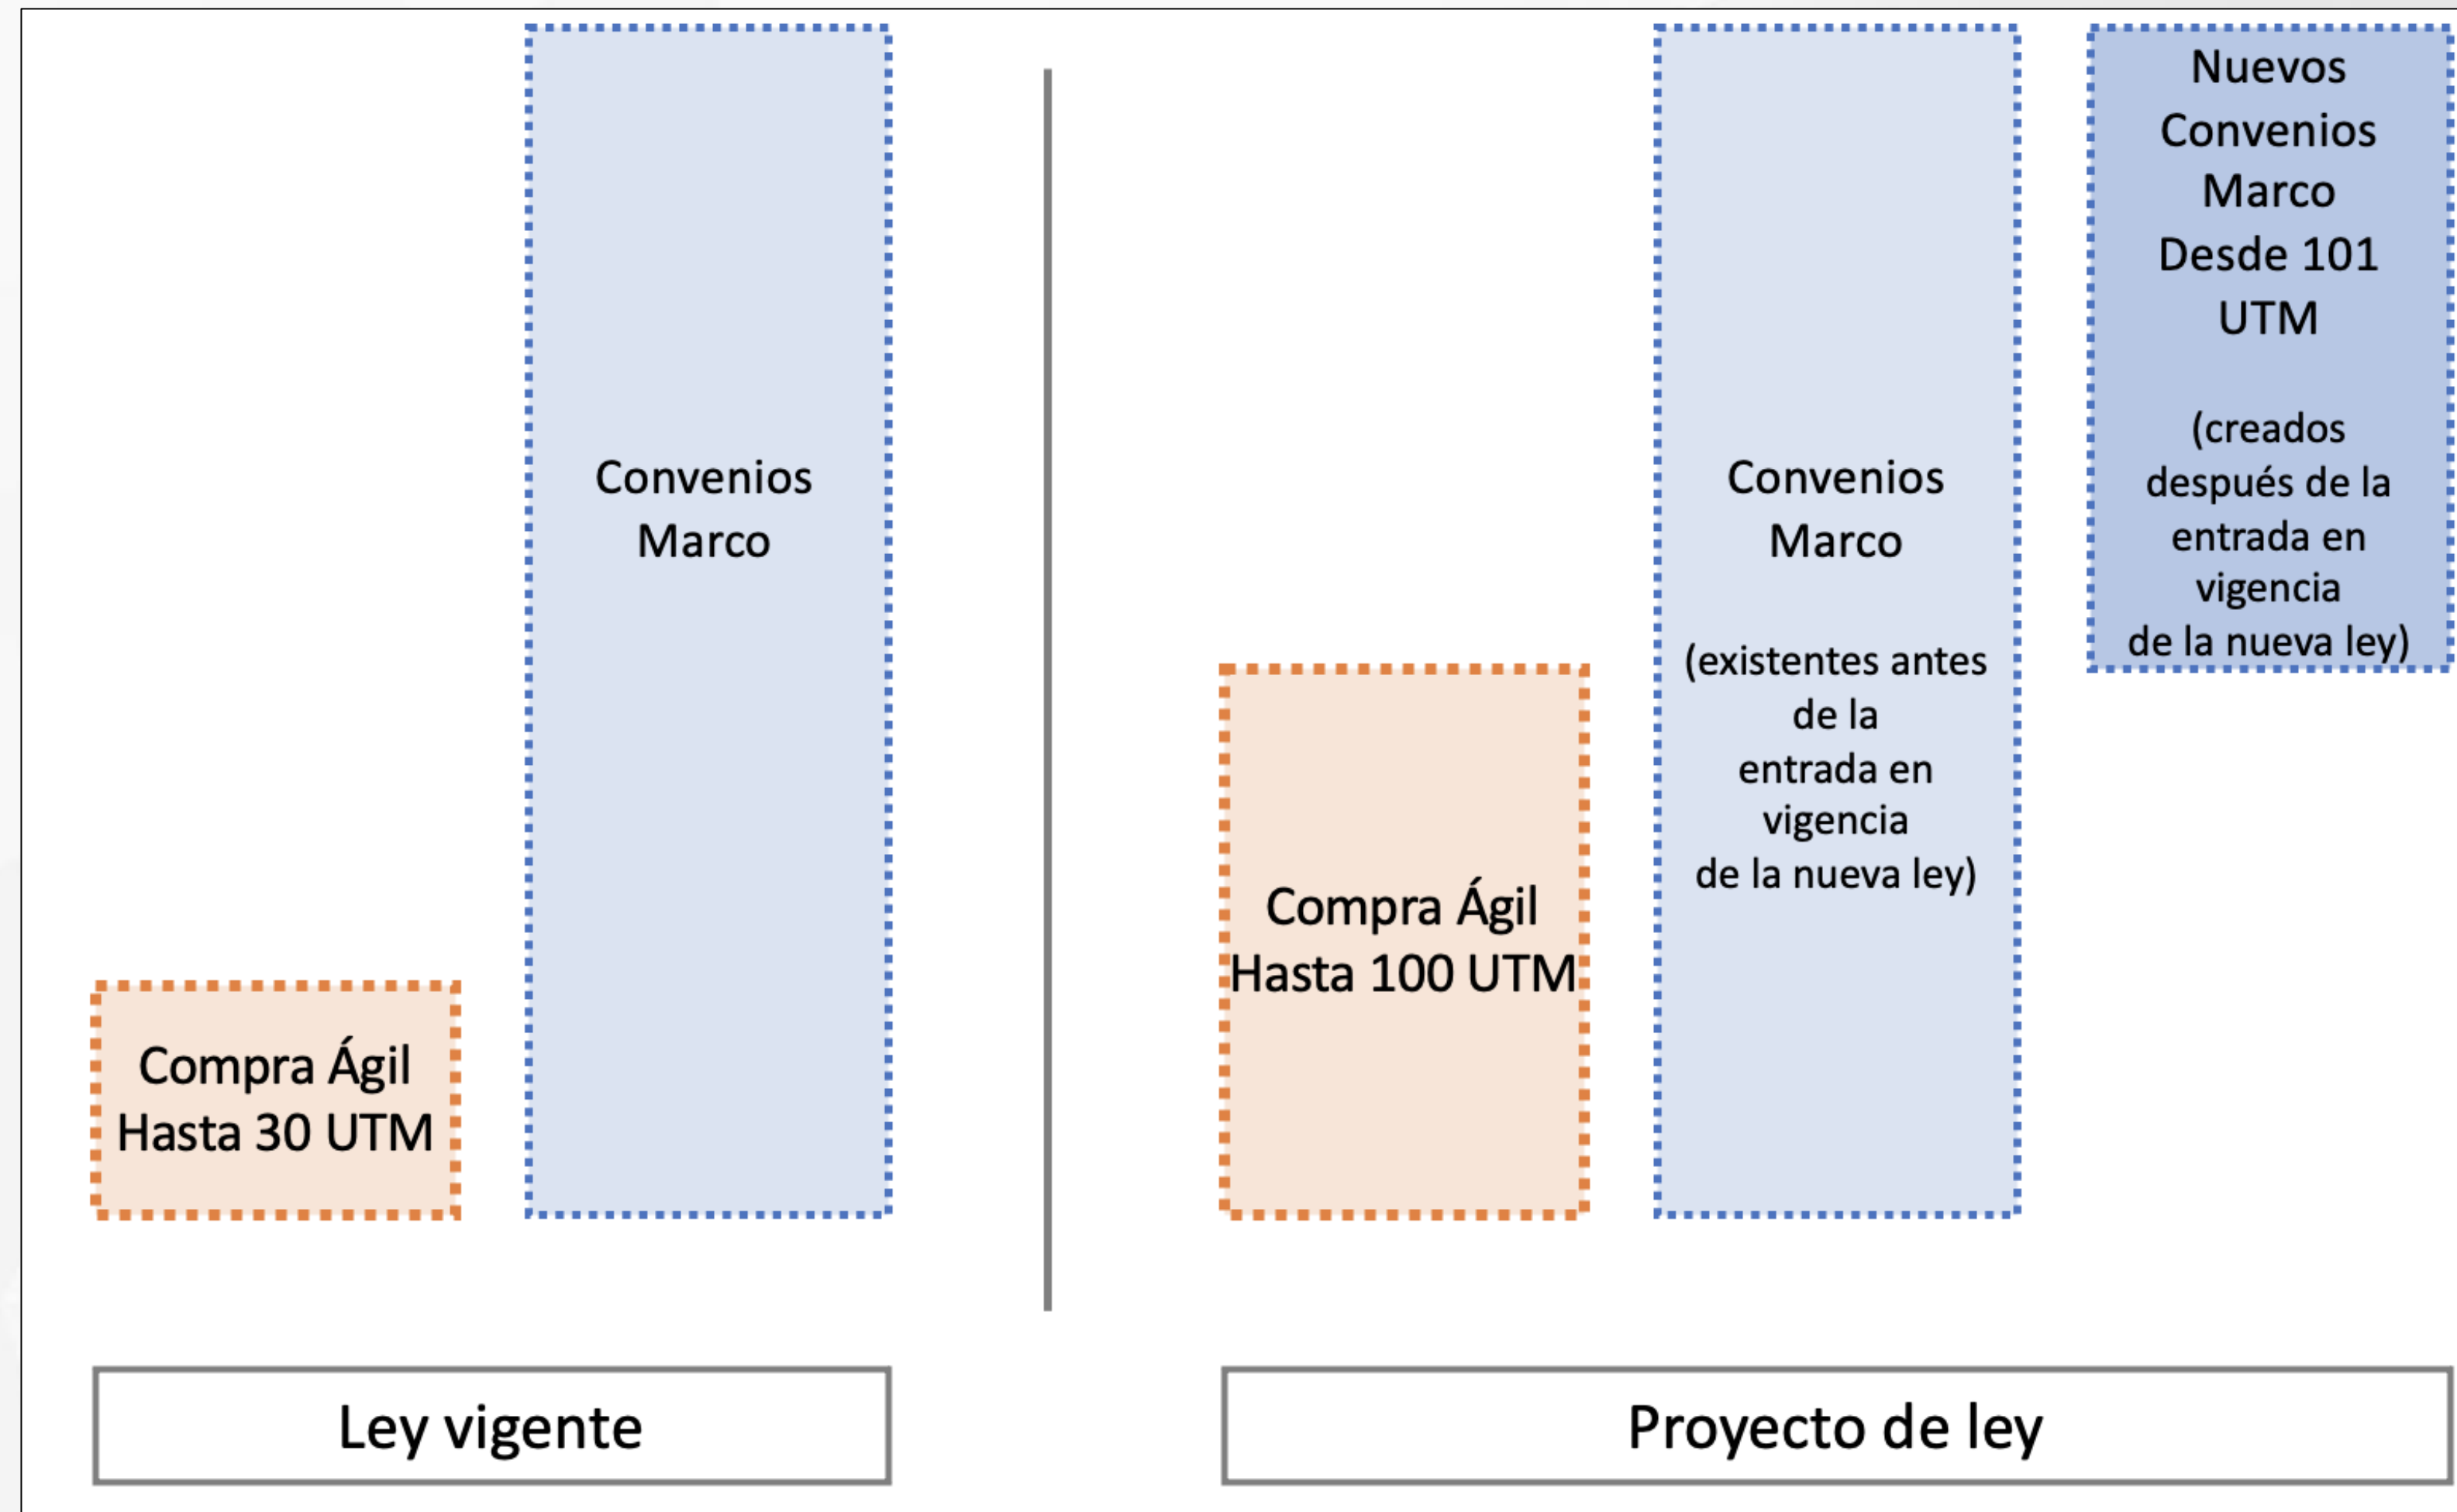 Compra Ágil
Hasta 30 UTM
Convenios
Marco
Ley vigente
Compra Ágil
Hasta 100 UTM
Convenios
Marco
(existentes antes
de la
entrada en
vigencia
de la nueva ley)
Nuevos
Convenios
Marco
Desde 101
UTM
(creados
después de la
entrada en
vigencia
de la nueva ley)
Proyecto de ley